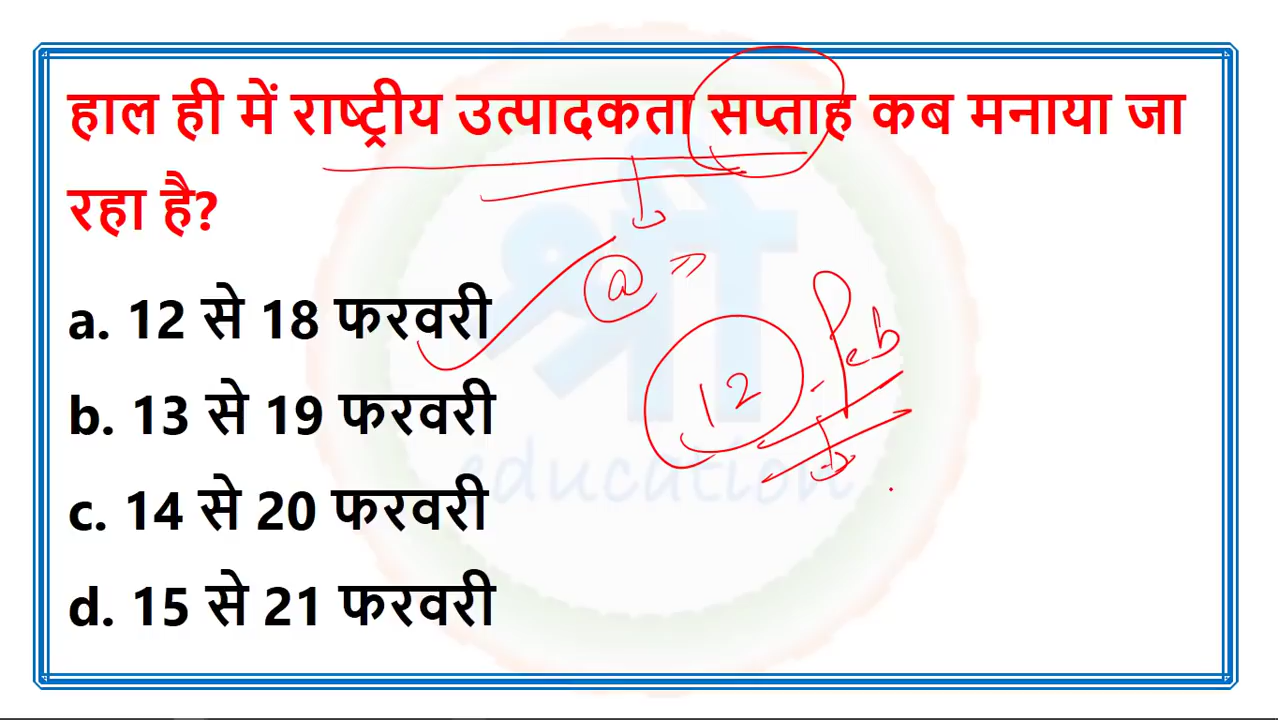 हाल ही में राष्ट्रीय उत्पादकता सप्ताह कब मनाया जा
रहा है?
a. 12 से 18 फरवरी
b. 13 से 19 फरवरी
c. 14 से 20 फरवरी
d. 15 से 21 फरवरी
a
12 - Feb
श्री
education